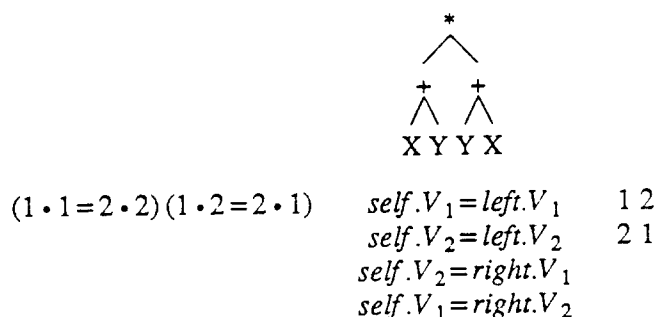 *
+ +
X Y Y X
(1 • 1=2 • 2) (1 • 2=2 • 1) self.V₁=left.V₁ 1 2
self.V₂=left.V₂ 2 1
self.V₂=right.V₁
self.V₁=right.V₂